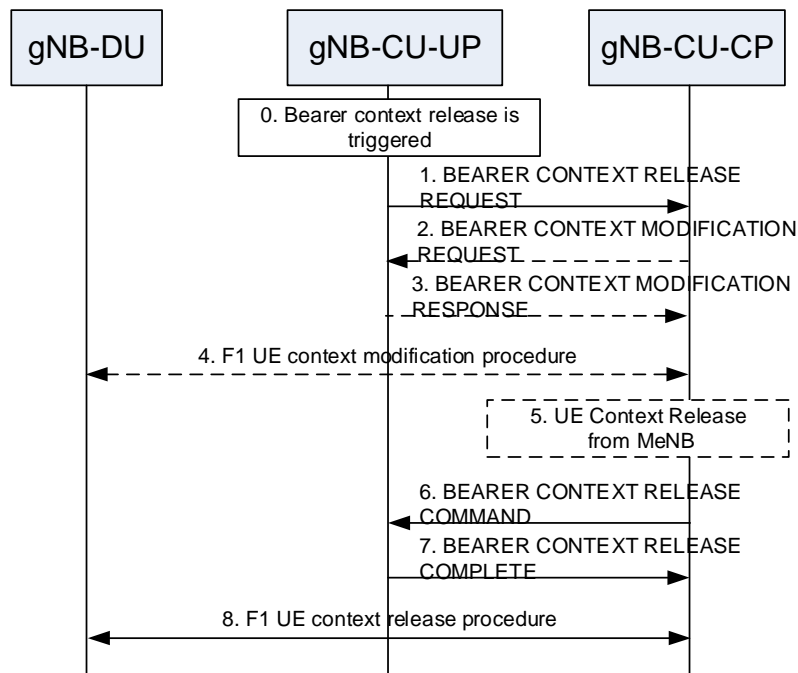 gNB-DU
gNB-CU-UP
gNB-CU-CP
0. Bearer context release is
triggered
1. BEARER CONTEXT RELEASE
REQUEST
2. BEARER CONTEXT MODIFICATION
REQUEST
3. BEARER CONTEXT MODIFICATION
RESPONSE
4. F1 UE context modification procedure
5. UE Context Release
from MeNB
6. BEARER CONTEXT RELEASE
COMMAND
7. BEARER CONTEXT RELEASE
COMPLETE
8. F1 UE context release procedure